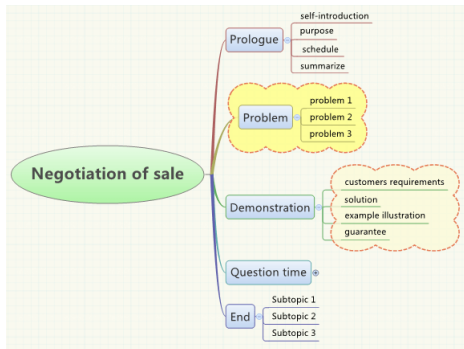 Negotiation of sale
Prologue
self-introduction
purpose
schedule
summarize
Problem
problem 1
problem 2
problem 3
Demonstration
customers requirements
solution
example illustration
guarantee
Question time
End
Subtopic 1
Subtopic 2
Subtopic 3